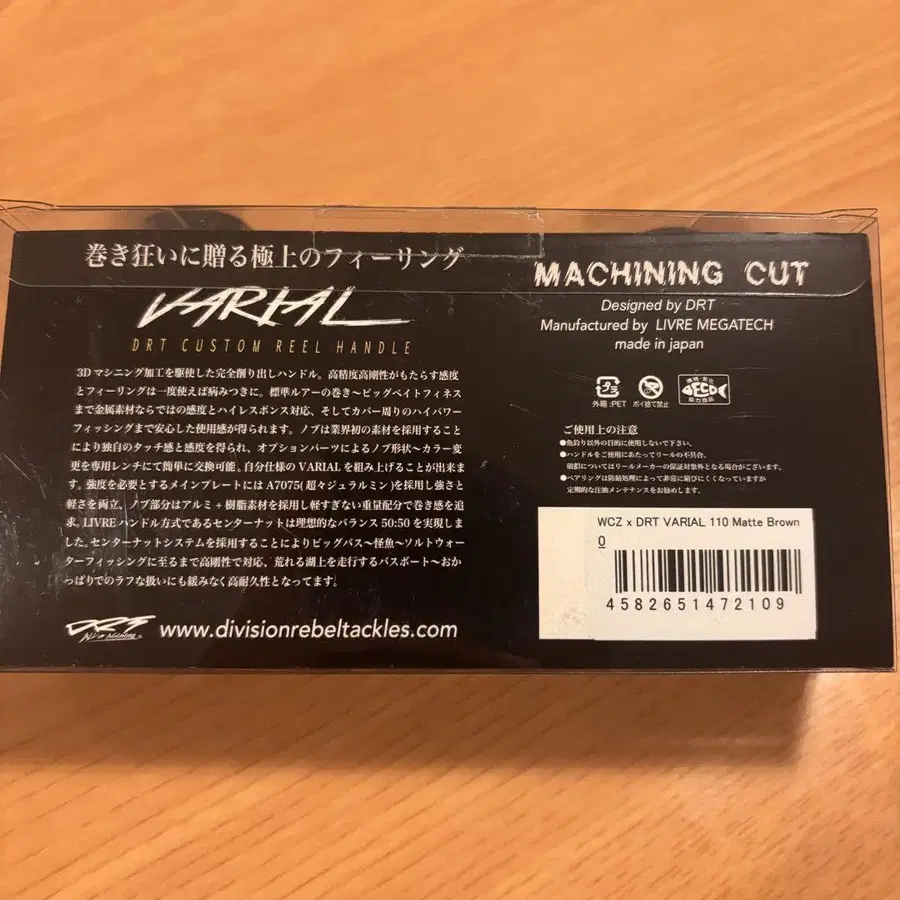 巻き狂いに贈る極上のフィーリング
VARIAL
DRT CUSTOM REEL HANDLE
3Dマシニング加工を駆使した完全削り出しハンドル。高精度高剛性がもたらす感度
とフィーリングは一度使えば病みつきに。標準ルアーの巻き〜ビッグベイトフィネス
まで金属素材ならではの感度とハイレスポンス対応、そしてカバー周りのハイパワー
フィッシングまで安心した使用感が得られます。ノブは業界初の素材を採用すること
により独自のタッチ感と感度を得られ、オプションパーツによるノブ形状〜カラー変
更を専用レンチにて簡単に交換可能。自分仕様のVARIALを組み上げることが出来ま
す。強度を必要とするメインプレートにはA7075(超々ジュラルミン)を採用し強さと
軽さを両立。ノブ部分はアルミ+樹脂素材を採用し軽すぎない重量配分で巻き感を追
求。LIVREハンドル方式であるセンターナットは理想的なバランス50:50を実現しま
した。センターナットシステムを採用することによりビッグバス〜怪魚〜ソルトウォー
ターフィッシングに至るまで高剛性で対応、荒れる湖上を走行するバスボート〜おか
っぱりでのラフな扱いにも緩みなく高耐久性となってます。
DRT
All or Nothing
www.divisionrebeltackles.com
MACHINING CUT
Designed by DRT
Manufactured by LIVRE MEGATECH
made in japan
プラ
外箱:PET
ポイ捨て禁止
ECO
協力商品
ご使用上の注意
●魚釣り以外の目的に使用しないで下さい。
●ハンドルをご使用にあたってリールの不具合、
破損についてはリールメーカーの保証対象外となる場合がございます。
●ベアリングは防錆処理によって非常に錆びにくくなっていますが
定期的な注油メンテナンスをお勧めします。
WCZ x DRT VARIAL 110 Matte Brown
0
4582651472109